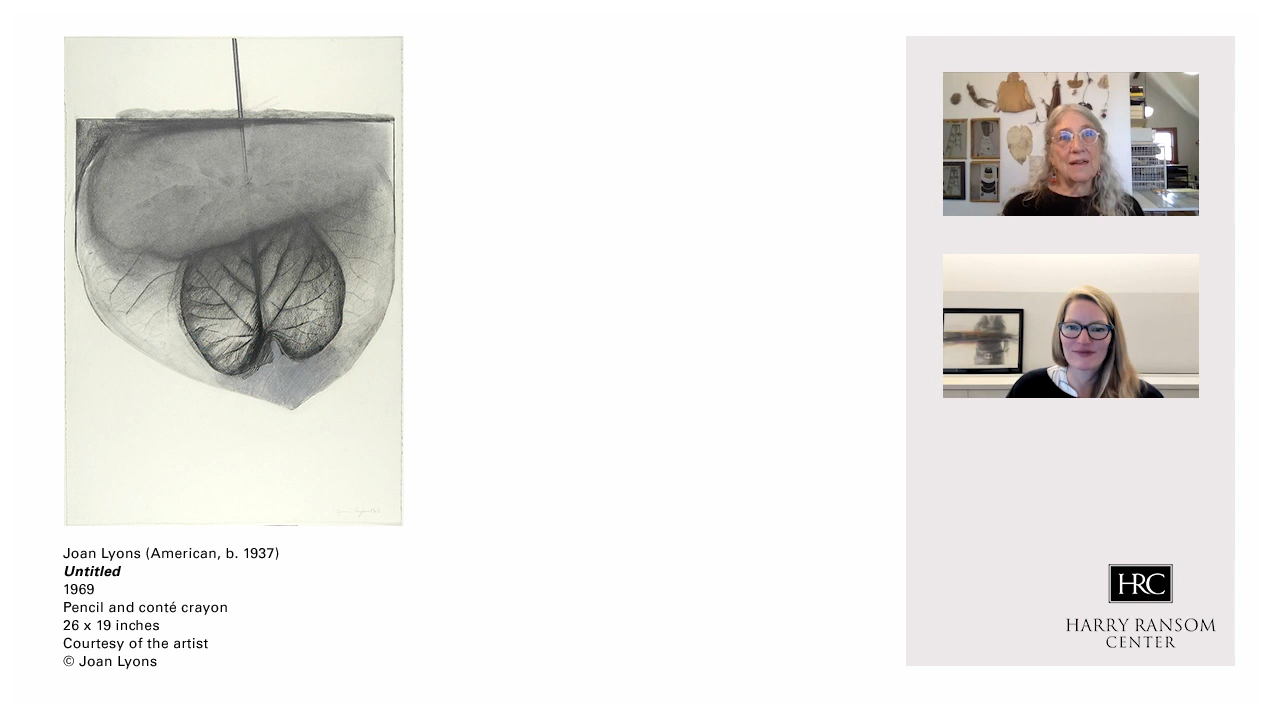 Joan Lyons (American, b. 1937)
Untitled
1969
Pencil and conté crayon
26 x 19 inches
Courtesy of the artist
© Joan Lyons
HRC
HARRY RANSOM
CENTER